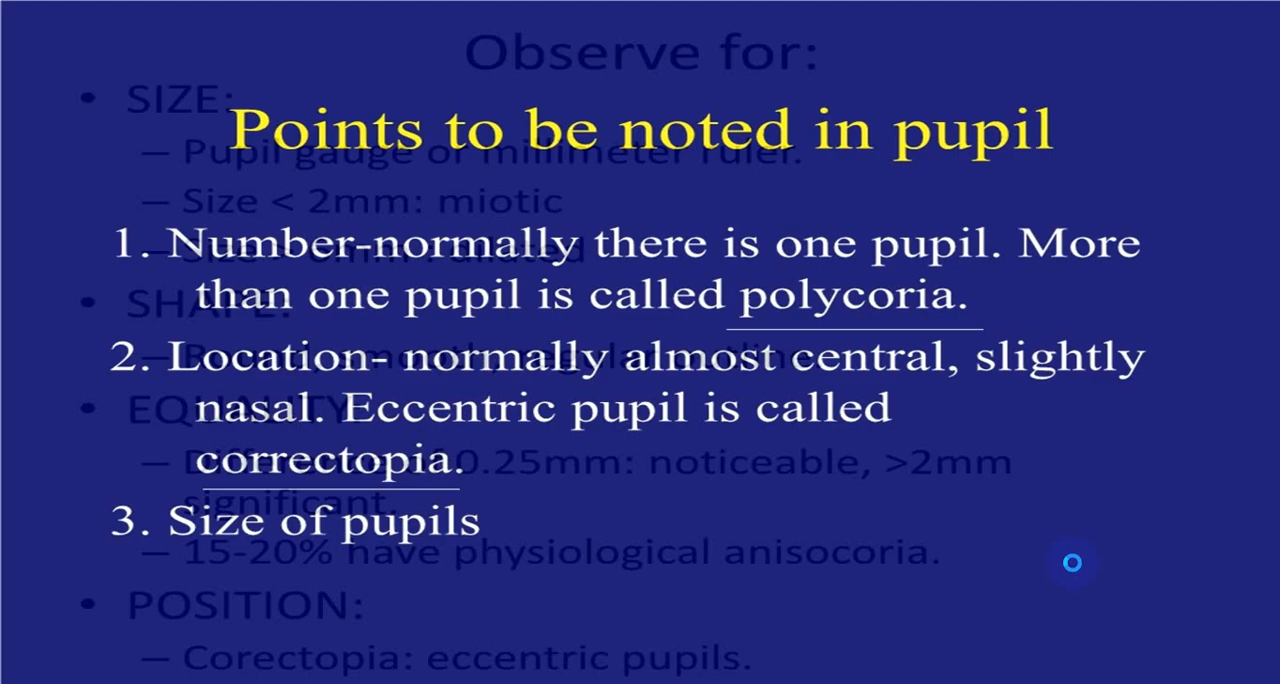 Observe for:
• SIZE:
Points to be noted in pupil
– Pupil gauge or millimeter ruler.
– Size < 2mm: miotic
1. Number-normally there is one pupil. More
– Size dilated
than one pupil is called polycoria.
• SHAPE:
2. Location- normally almost central, slightly
• EQUALITY
nasal. Eccentric pupil is called
correctopia.
– 0.25mm: noticeable, >2mm
significant.
3. Size of pupils
– 15-20% have physiological anisocoria.
• POSITION:
– Corectopia: eccentric pupils.